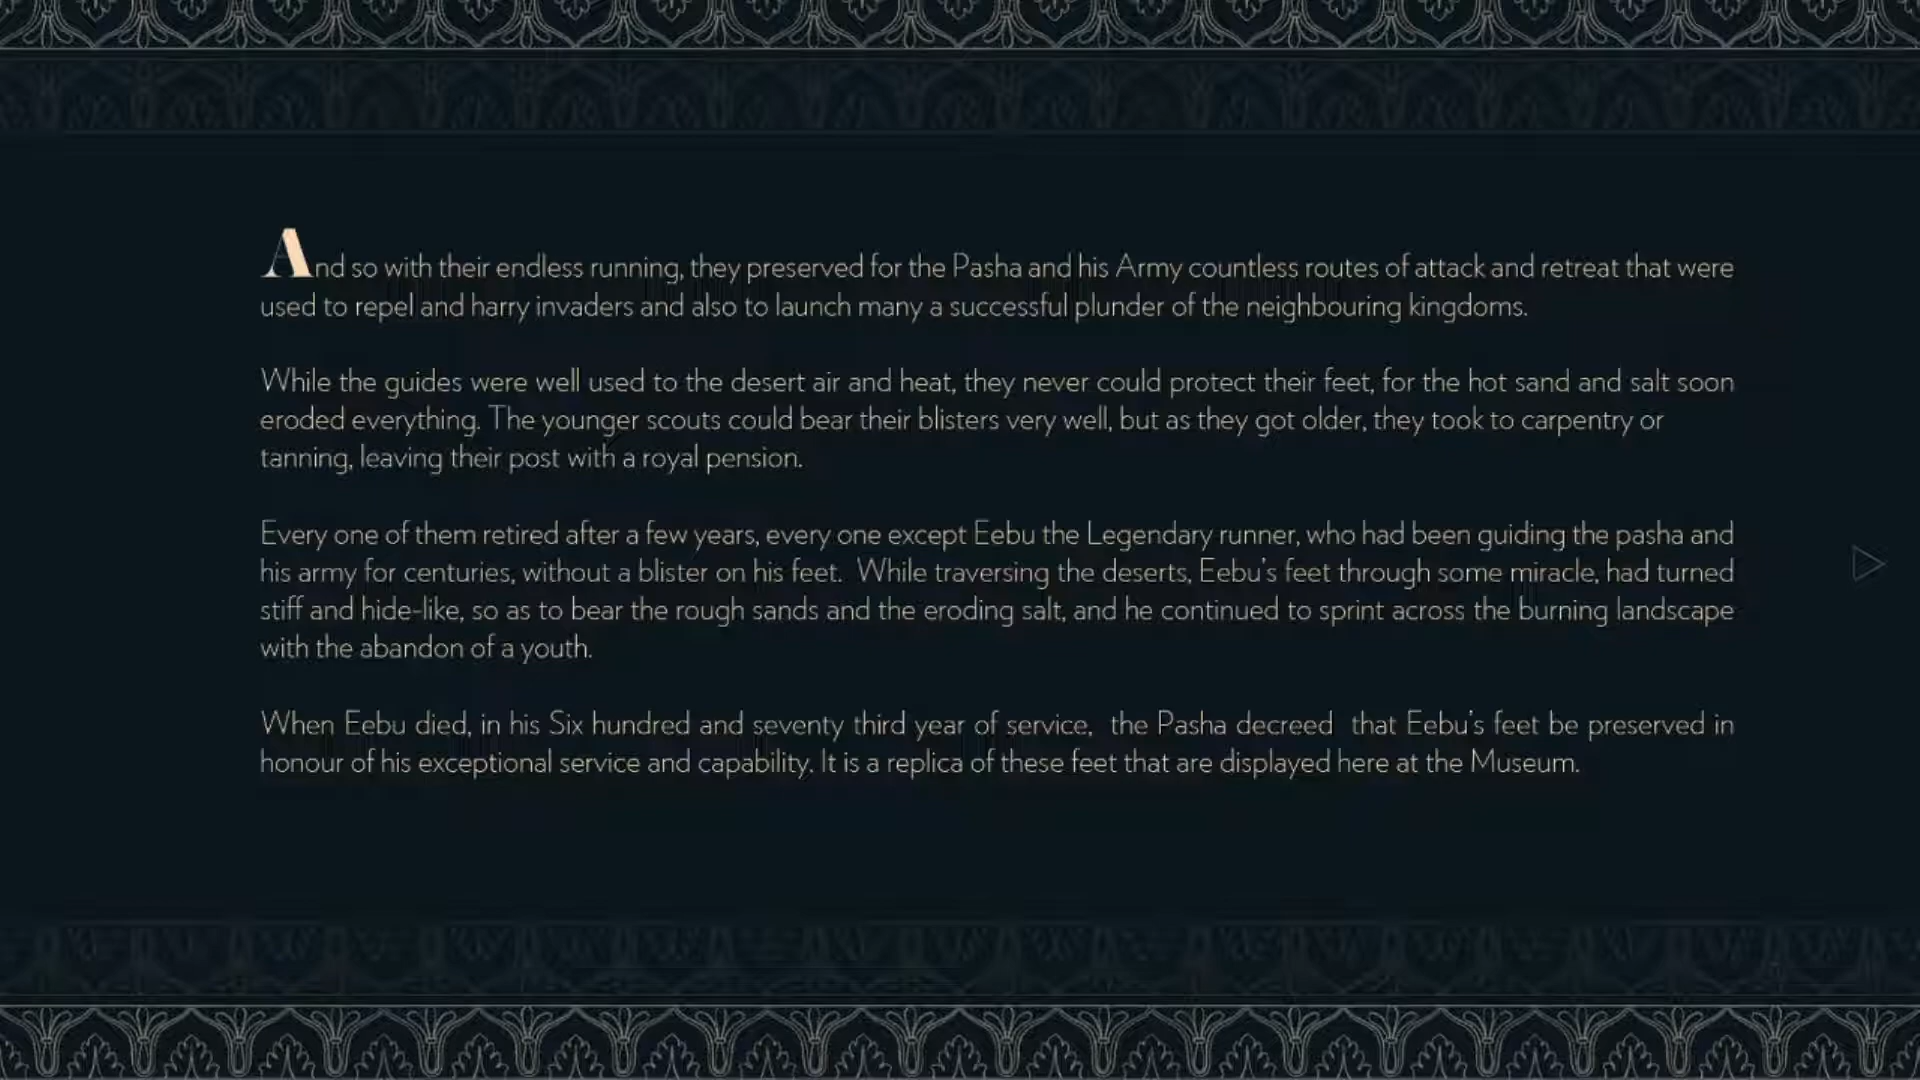 And so with their endless running, they preserved for the Pasha and his Army countless routes of attack and retreat that were
used to repel and harry invaders and also to launch many a successful plunder of the neighbouring kingdoms.
While the guides were well used to the desert air and heat, they never could protect their feet, for the hot sand and salt soon
eroded everything. The younger scouts could bear their blisters very well, but as they got older, they took to carpentry or
tanning, leaving their post with a royal pension.
Every one of them retired after a few years, every one except Eebu the Legendary runner, who had been guiding the pasha and
his army for centuries, without a blister on his feet. While traversing the deserts, Eebu's feet through some miracle, had turned
stiff and hide-like, so as to bear the rough sands and the eroding salt, and he continued to sprint across the burning landscape
with the abandon of a youth.
When Eebu died, in his Six hundred and seventy third year of service, the Pasha decreed that Eebu's feet be preserved in
honour of his exceptional service and capability. It is a replica of these feet that are displayed here at the Museum.